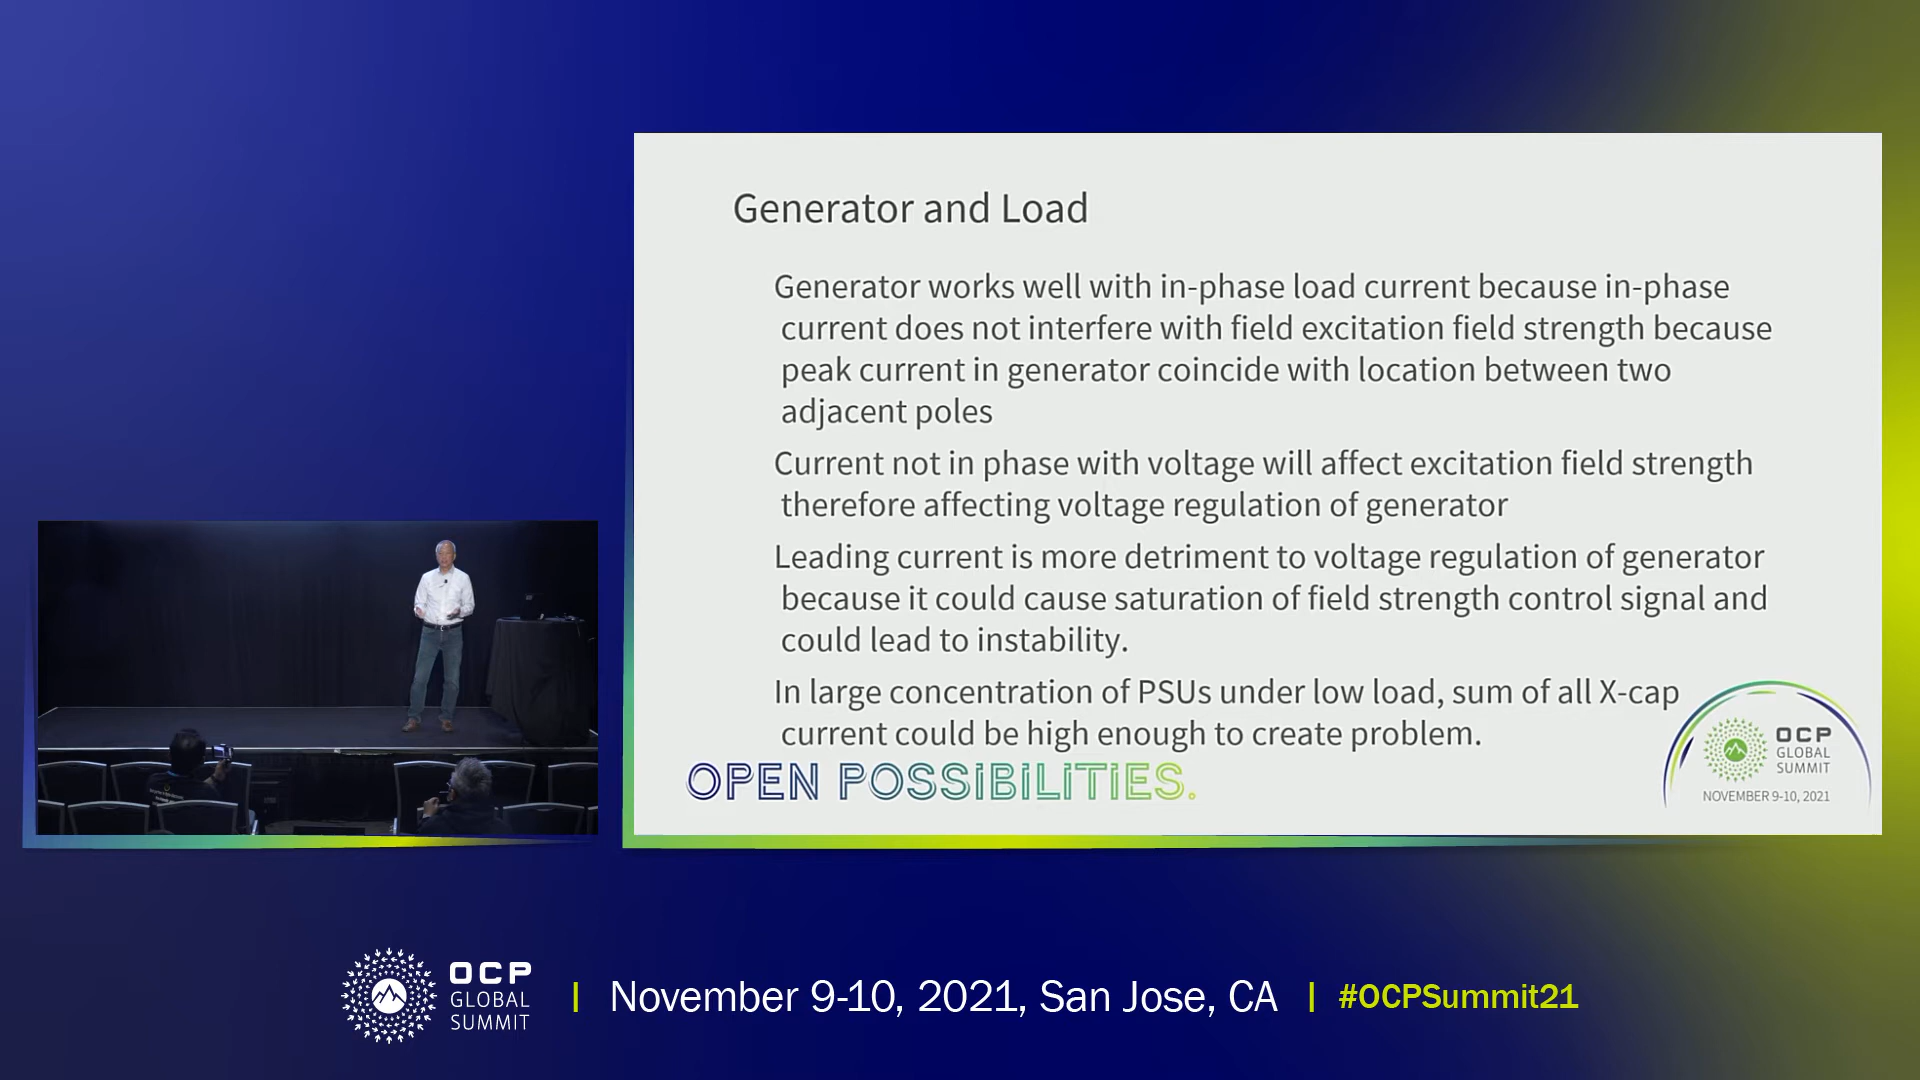 Generator and Load
Generator works well with in-phase load current because in-phase
current does not interfere with field excitation field strength because
peak current in generator coincide with location between two
adjacent poles
Current not in phase with voltage will affect excitation field strength
therefore affecting voltage regulation of generator
Leading current is more detriment to voltage regulation of generator
because it could cause saturation of field strength control signal and
could lead to instability.
In large concentration of PSUs under low load, sum of all X-cap
current could be high enough to create problem.
OPEN POSSIBILITIES.
OCP
GLOBAL
SUMMIT
NOVEMBER 9-10, 2021
OCP
GLOBAL
SUMMIT
| November 9-10, 2021, San Jose, CA | #OCPSummit21